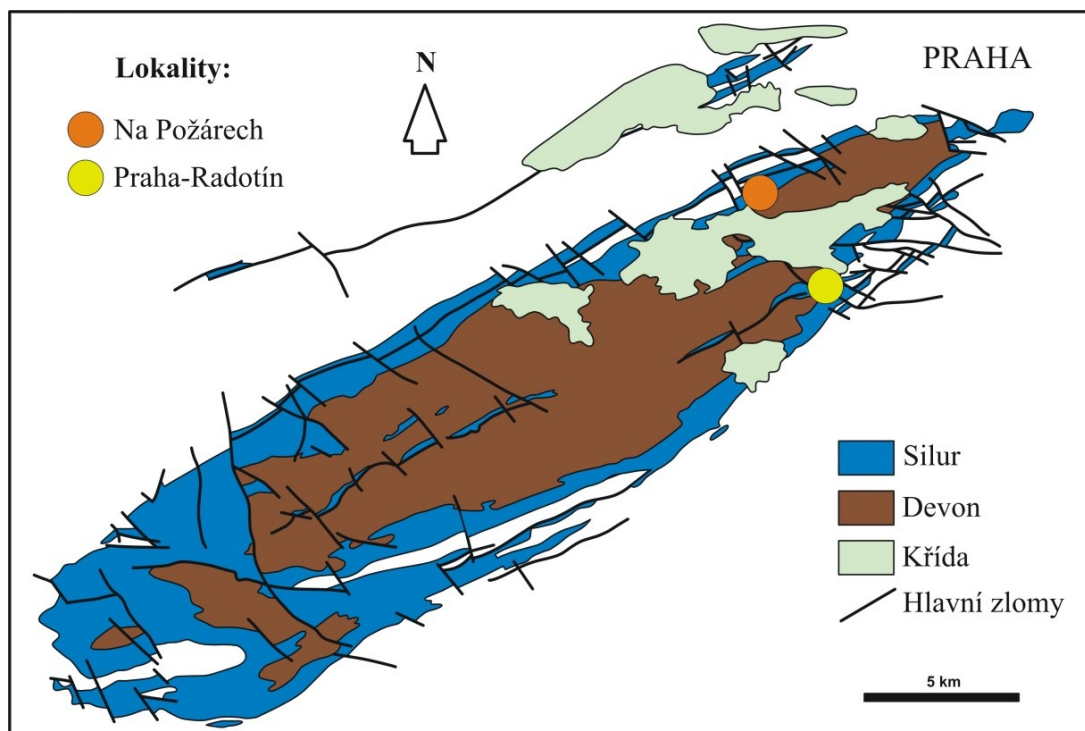 Lokality:
Na Požárech
Praha-Radotín
N
PRAHA
Silur
Devon
Křída
Hlavní zlomy
5 km